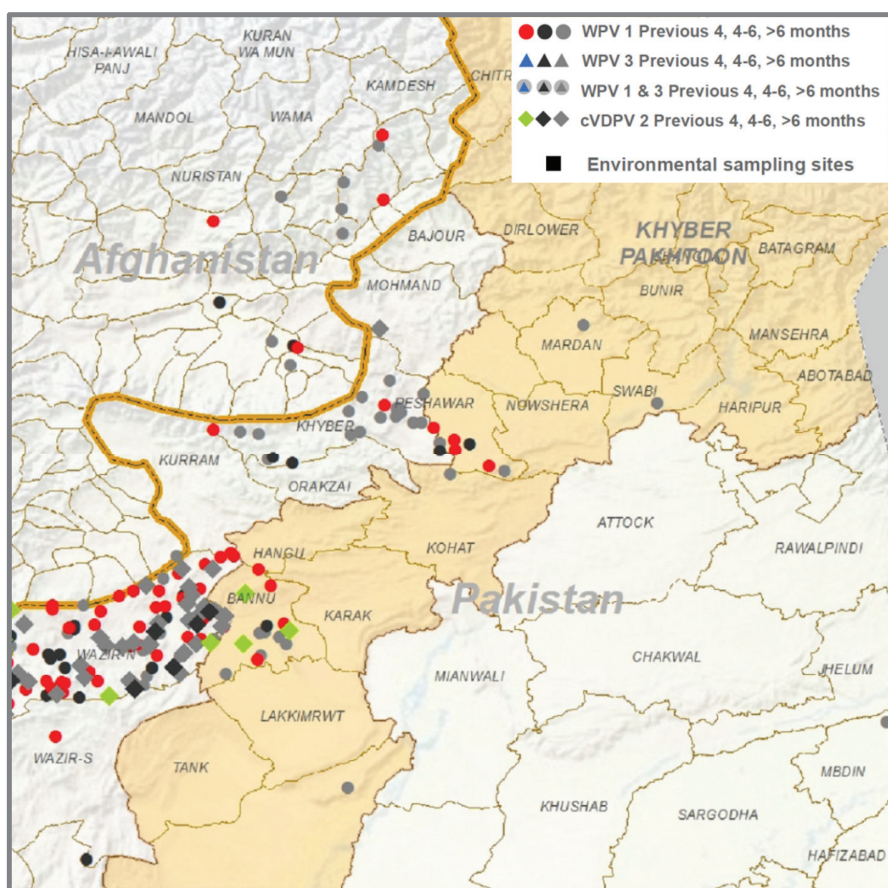 WPV 1 Previous 4, 4-6, >6 months
WPV 3 Previous 4, 4-6, >6 months
WPV 1 & 3 Previous 4, 4-6, >6 months
cVDPV 2 Previous 4, 4-6, >6 months
Environmental sampling sites
KURAN
WA MUN
HISA-I-AWALI
PANJ
KAMDESH
CHITR
WAMA
MANDOL
NURISTAN
BAJOUR
DIRLOWER
KHYBER
PAKHTOON
BATAGRAM
Afghanistan
MOHMAND
BUNIR
MANSEHRA
MARDAN
ABOTABAD
SWABI
PESHAWAR
NOWSHERA
HARIPUR
KHYBER
KURRAM
ORAKZAI
ATTOCK
HANGU
KOHAT
RAWALPINDI
BANNU
Pakistan
KARAK
WAZIR-N
CHAKWAL
MIANWALI
JHELUM
LAKKIMRWT
WAZIR-S
TANK
MBDIN
KHUSHAB
SARGODHA
HAFIZABAD